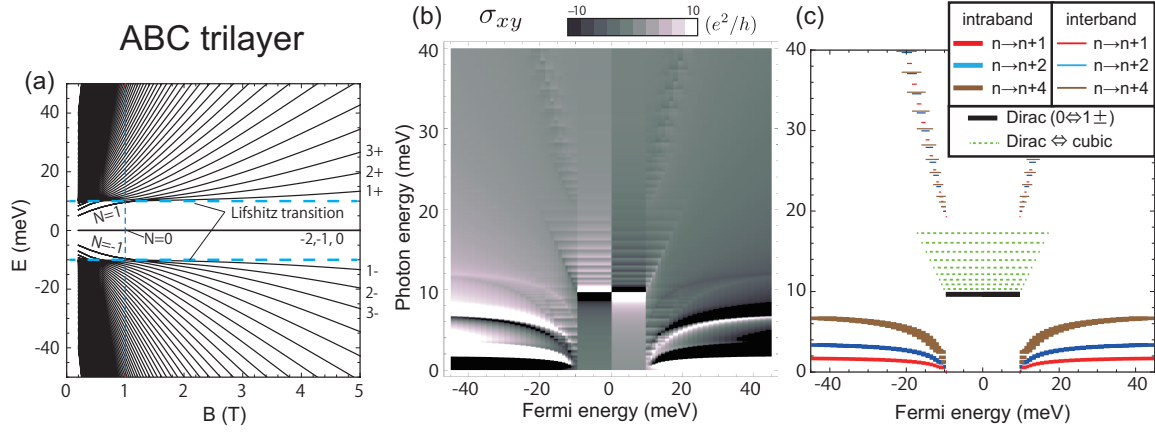 ABC trilayer
(a)
E (meV)
40
20
0
-20
-40
N=1
N=-1
N=0
Lifshitz transition
-2,-1, 0
3+
2+
1+
1-
2-
3-
0 1 2 3 4 5
B (T)
(b)
σxy
−10 10
(e²/h)
Photon energy (meV)
40
30
20
10
0
-40 -20 0 20 40
Fermi energy (meV)
(c)
intraband interband
n→n+1 n→n+1
n→n+2 n→n+2
n→n+4 n→n+4
Dirac (0⇔1±)
Dirac ⇔ cubic
40
30
20
10
0
-40 -20 0 20 40
Fermi energy (meV)